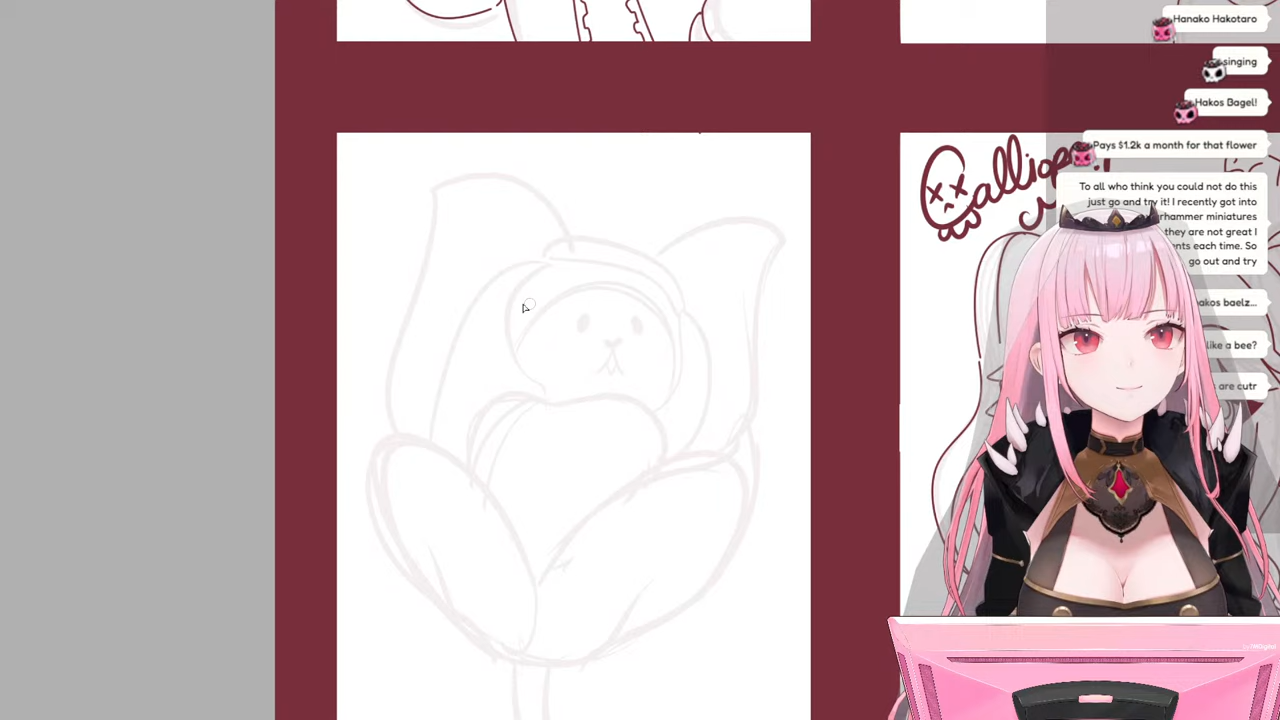 Hanako Hakotaro
singing
Hakos Bagel!
Pays $1.2k a month for that flower
To all who think you could not do this
just go and try it! I recently got into
rhammer miniatures
they are not great I
nts each time. So
go out and try
akos baelz...
like a bee?
are cutr